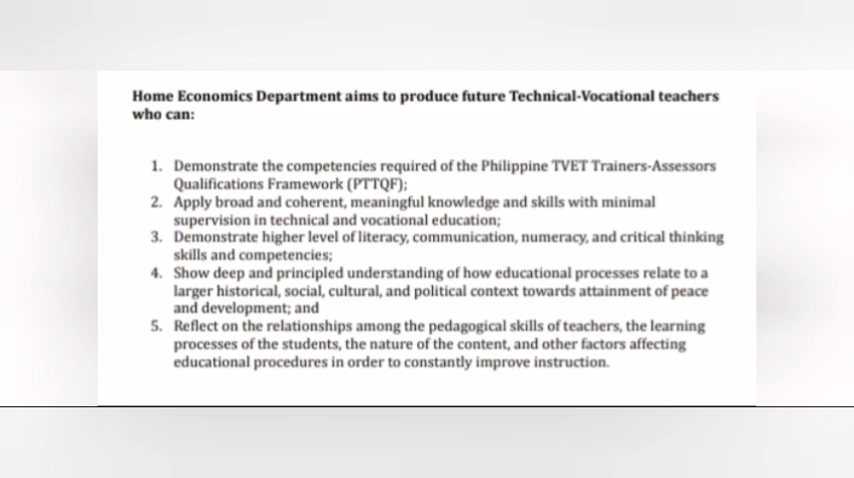 Home Economics Department aims to produce future Technical-Vocational teachers
who can:
1. Demonstrate the competencies required of the Philippine TVET Trainers-Assessors
Qualifications Framework (PTTQF);
2. Apply broad and coherent, meaningful knowledge and skills with minimal
supervision in technical and vocational education;
3. Demonstrate higher level of literacy, communication, numeracy, and critical thinking
skills and competencies;
4. Show deep and principled understanding of how educational processes relate to a
larger historical, social, cultural, and political context towards attainment of peace
and development; and
5. Reflect on the relationships among the pedagogical skills of teachers, the learning
processes of the students, the nature of the content, and other factors affecting
educational procedures in order to constantly improve instruction.